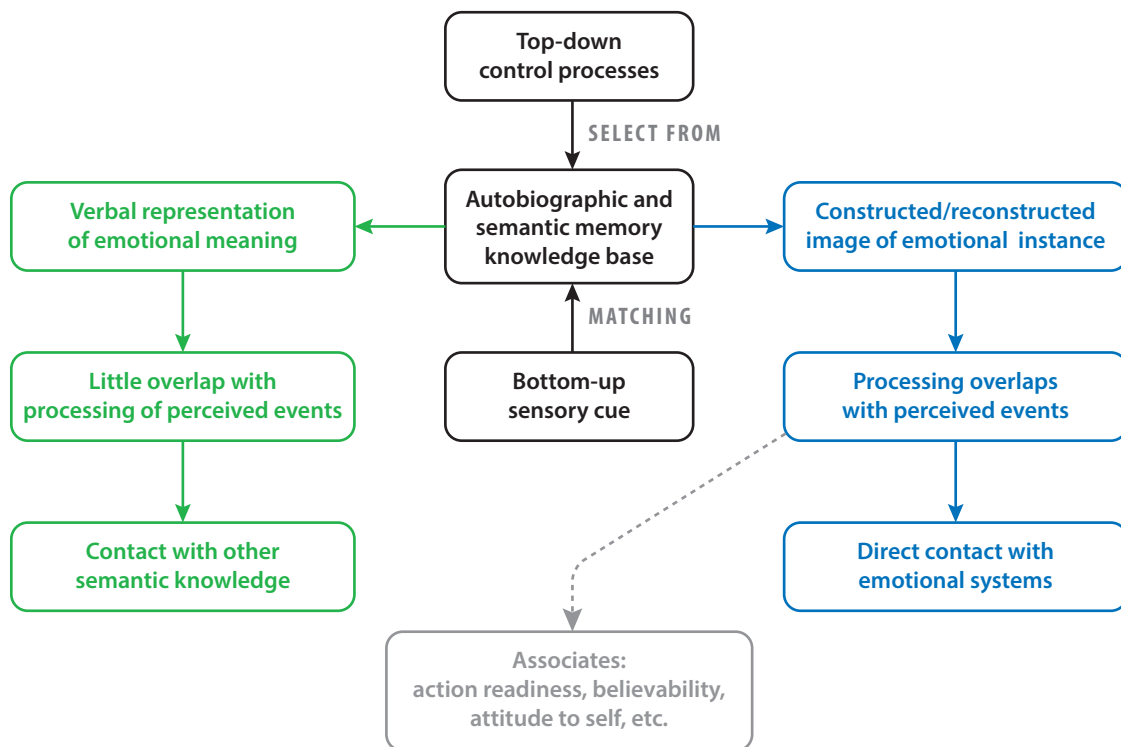 Top-down
control processes
SELECT FROM
Verbal representation
of emotional meaning
Autobiographic and
semantic memory
knowledge base
Constructed/reconstructed
image of emotional instance
MATCHING
Little overlap with
processing of perceived events
Bottom-up
sensory cue
Processing overlaps
with perceived events
Contact with other
semantic knowledge
Direct contact with
emotional systems
Associates:
action readiness, believability,
attitude to self, etc.